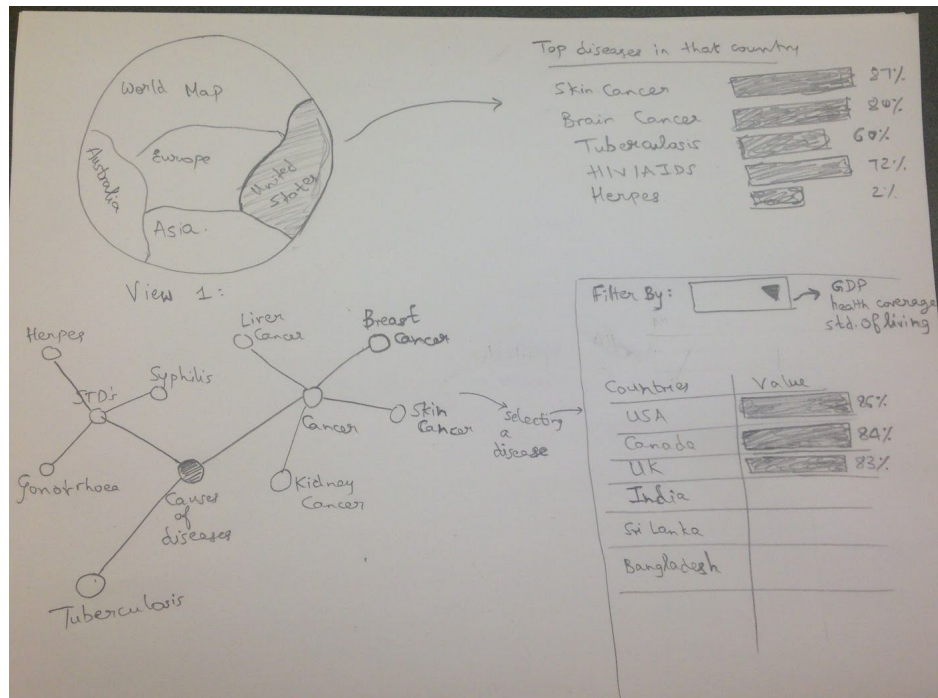 World Map
Europe
Australia
United
States
Asia.
View 1:
Top diseases in that country
Skin Cancer 87%
Brain Cancer 80%
Tuberculosis 60%
HIV/AIDS 72%
Herpes 2%
Herpes
STD's
Syphilis
Gonorrhoea
Causes
of
diseases
Tuberculosis
Liver
Cancer
Breast
Cancer
Cancer
Skin
Cancer
Kidney
Cancer
selecting
a
disease
Filter By:
GDP
health coverage
std. of living
Countries Value
USA 86%
Canada 84%
UK 83%
India
Sri Lanka
Bangladesh